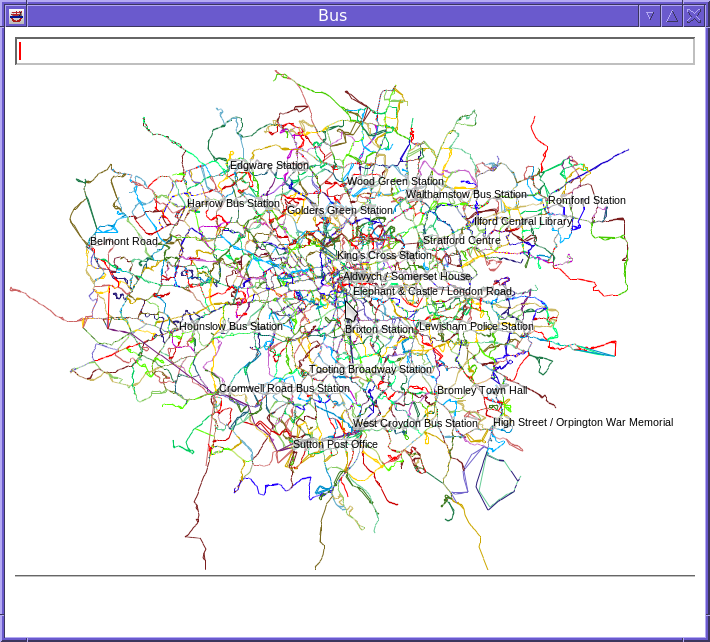 Bus
Edgware Station
Wood Green Station
Walthamstow Bus Station
Romford Station
Harrow Bus Station
Golders Green Station
Ilford Central Library
Belmont Road
Stratford Centre
King's Cross Station
Aldwych / Somerset House
Elephant & Castle / London Road
Hounslow Bus Station
Brixton Station
Lewisham Police Station
Tooting Broadway Station
Cromwell Road Bus Station
Bromley Town Hall
West Croydon Bus Station
High Street / Orpington War Memorial
Sutton Post Office